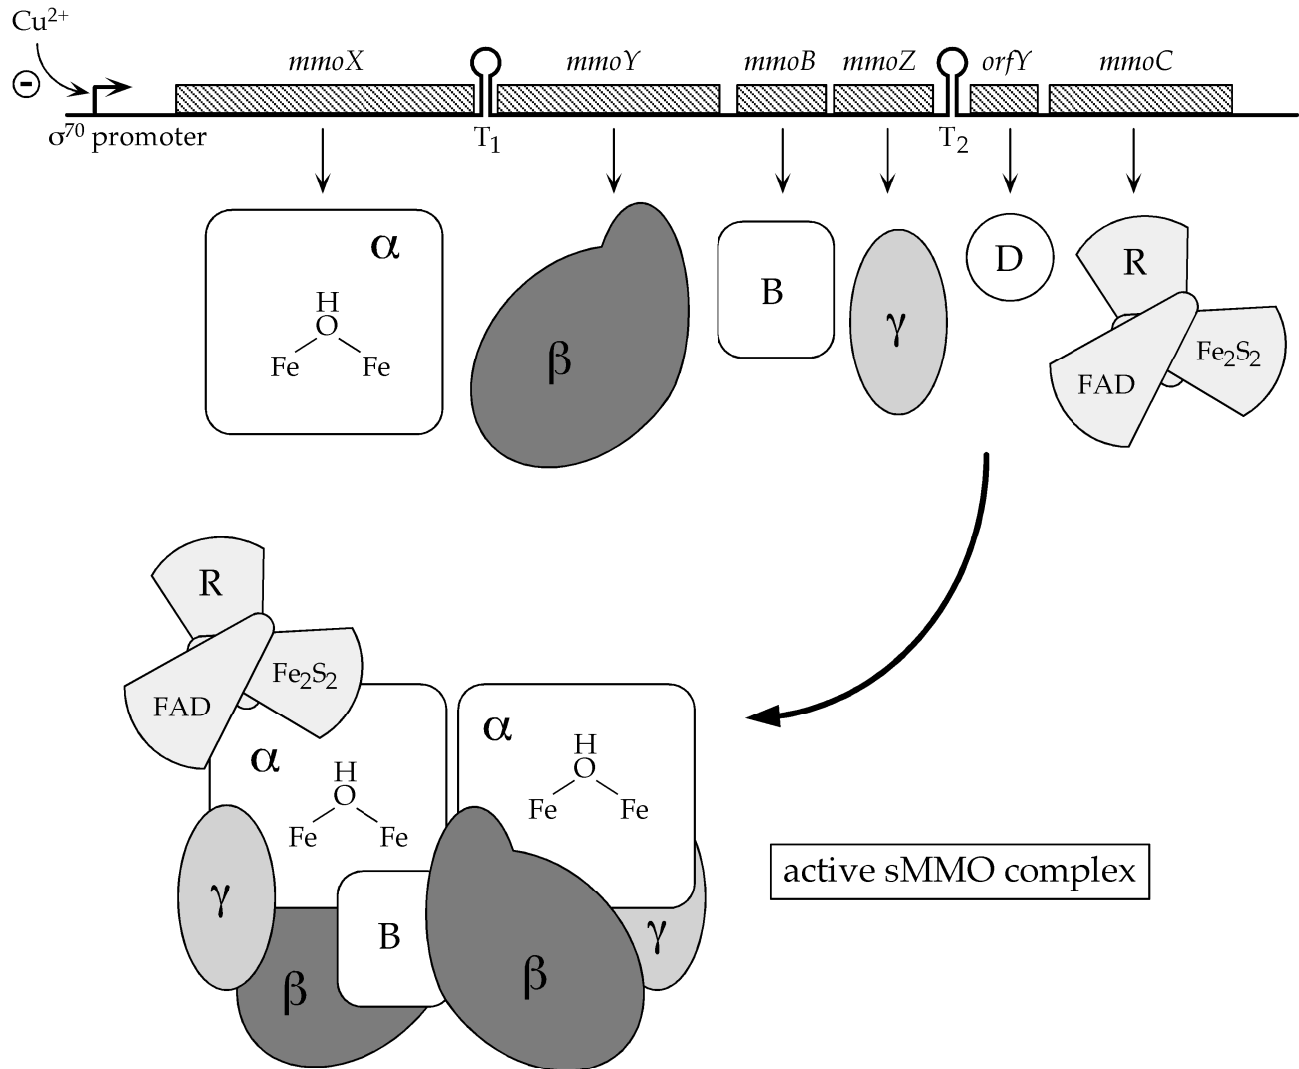 Cu²⁺
mmoX mmoY mmoB mmoZ orfY mmoC
⊖
σ⁷⁰ promoter T₁ T₂
α
H
O
Fe Fe
β
B
γ
D
R
FAD
Fe₂S₂
R
FAD
Fe₂S₂
α
H
O
Fe Fe
α
H
O
Fe Fe
γ
β
B
β
γ
active sMMO complex